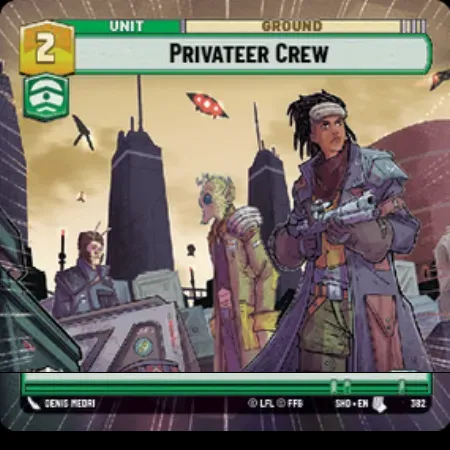 UNIT GROUND
2 PRIVATEER CREW
DENIS MEDRI © LFL © FFG SHD • EN 382